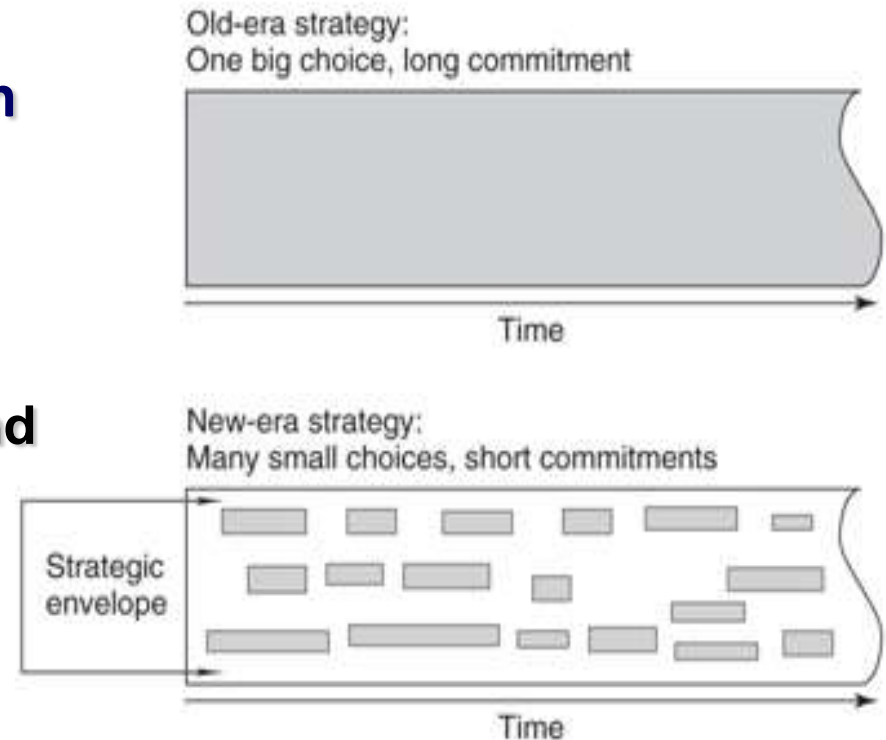 Old-era strategy:
One big choice, long commitment
Time
New-era strategy:
Many small choices, short commitments
Strategic
envelope
Time